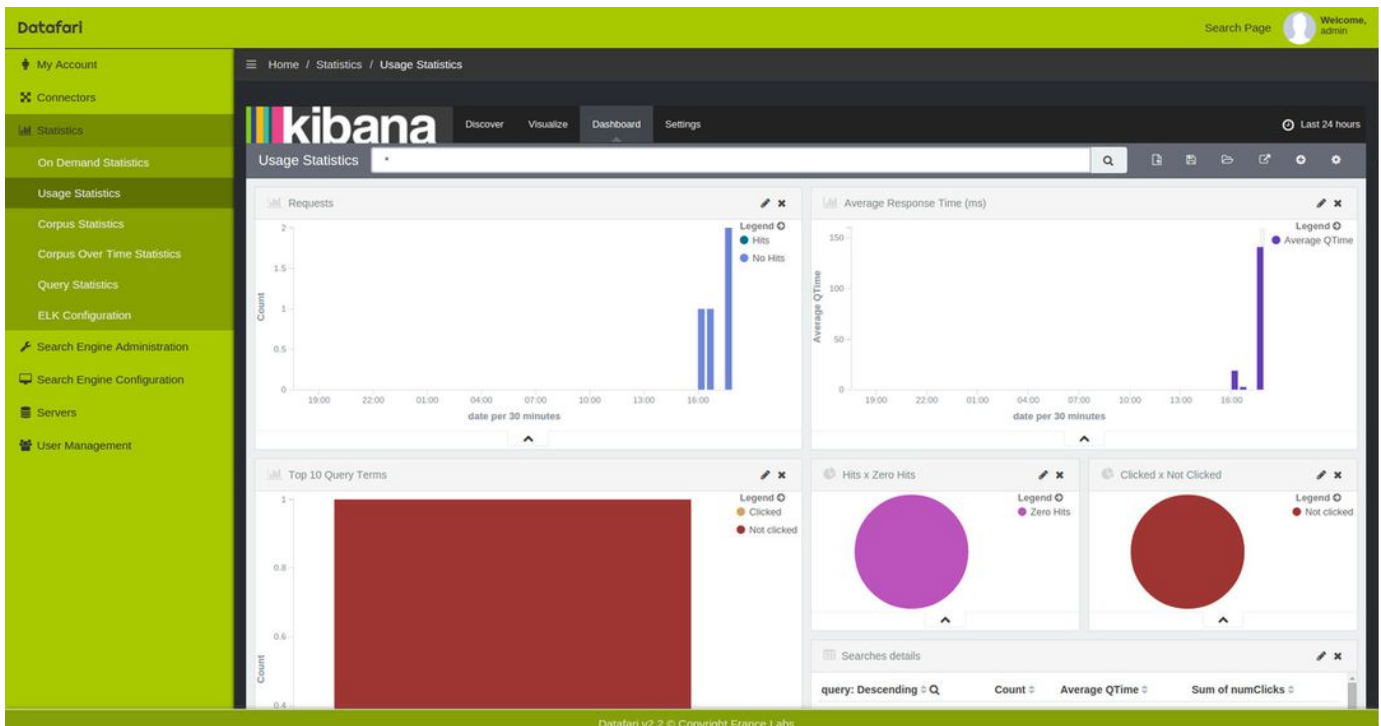 Datafari
Search Page
Welcome,
admin
My Account
Connectors
Statistics
On Demand Statistics
Usage Statistics
Corpus Statistics
Corpus Over Time Statistics
Query Statistics
ELK Configuration
Search Engine Administration
Search Engine Configuration
Servers
User Management
Home / Statistics / Usage Statistics
kibana
Discover Visualize Dashboard Settings
Last 24 hours
Usage Statistics *
Requests
Legend
Hits
No Hits
2
1.5
1
0.5
0
Count
19:00 22:00 01:00 04:00 07:00 10:00 13:00 16:00
date per 30 minutes
Average Response Time (ms)
Legend
Average QTime
150
100
50
0
Average QTime
19:00 22:00 01:00 04:00 07:00 10:00 13:00 16:00
date per 30 minutes
Top 10 Query Terms
Legend
Clicked
Not clicked
1
0.8
0.6
0.4
Count
Hits x Zero Hits
Legend
Zero Hits
Clicked x Not Clicked
Legend
Not clicked
Searches details
query: Descending Count Average QTime Sum of numClicks
Datafari v2.2 © Copyright France Labs